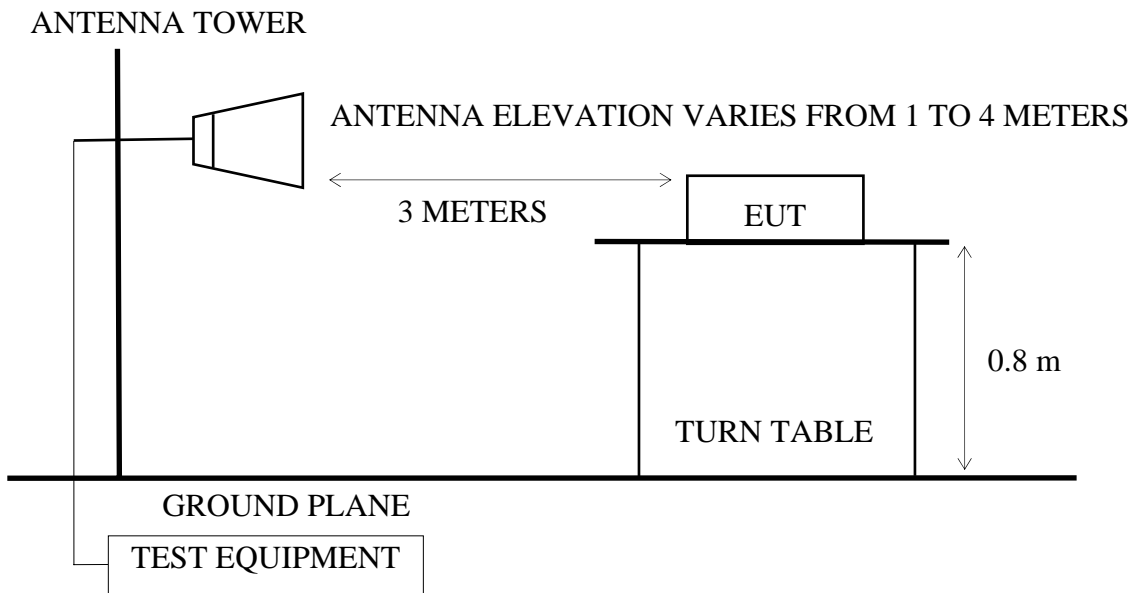 ANTENNA TOWER
ANTENNA ELEVATION VARIES FROM 1 TO 4 METERS
3 METERS
EUT
0.8 m
TURN TABLE
GROUND PLANE
TEST EQUIPMENT